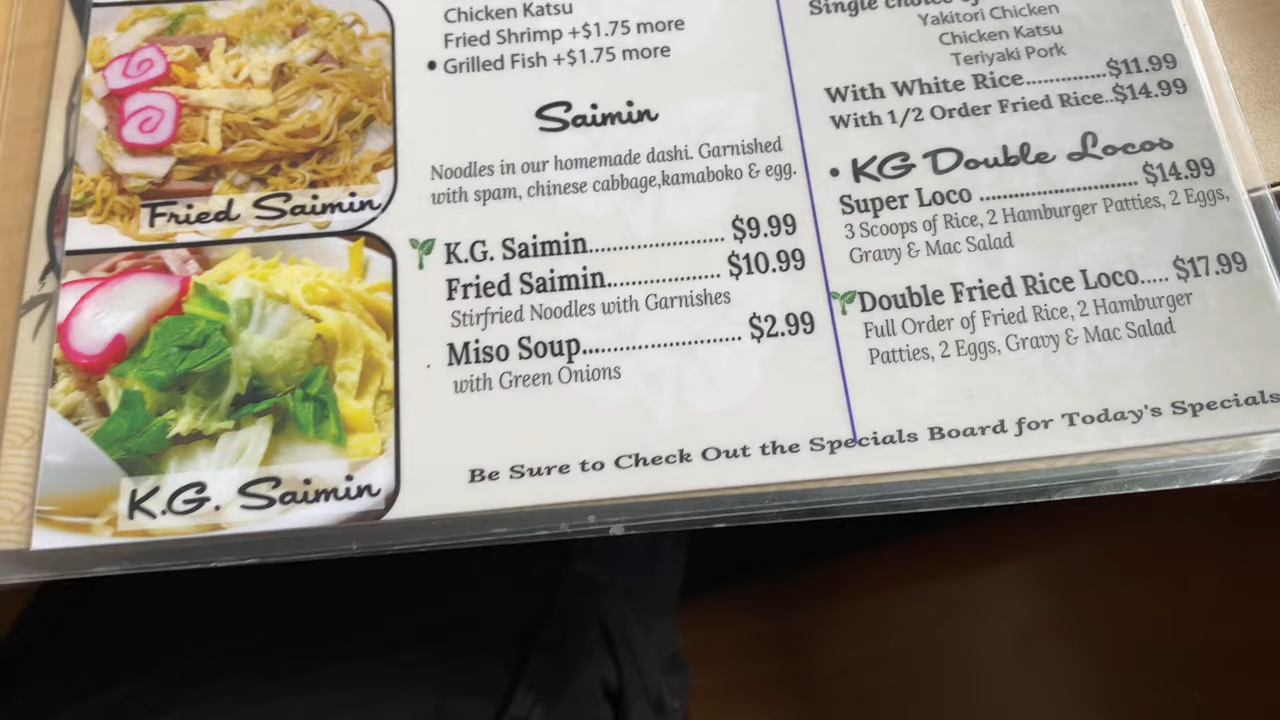 Fried Saimin
K.G. Saimin
Chicken Katsu
Fried Shrimp +$1.75 more
• Grilled Fish +$1.75 more
Saimin
Noodles in our homemade dashi. Garnished
with spam, chinese cabbage,kamaboko & egg.
K.G. Saimin....................... $9.99
Fried Saimin................... $10.99
Stirfried Noodles with Garnishes
Miso Soup.......................... $2.99
with Green Onions
Single choice
Yakitori Chicken
Chicken Katsu
Teriyaki Pork
With White Rice..............$11.99
With 1/2 Order Fried Rice..$14.99
• KG Double Locos
Super Loco .............................. $14.99
3 Scoops of Rice, 2 Hamburger Patties, 2 Eggs,
Gravy & Mac Salad
Double Fried Rice Loco..... $17.99
Full Order of Fried Rice, 2 Hamburger
Patties, 2 Eggs, Gravy & Mac Salad
Be Sure to Check Out the Specials Board for Today's Specials